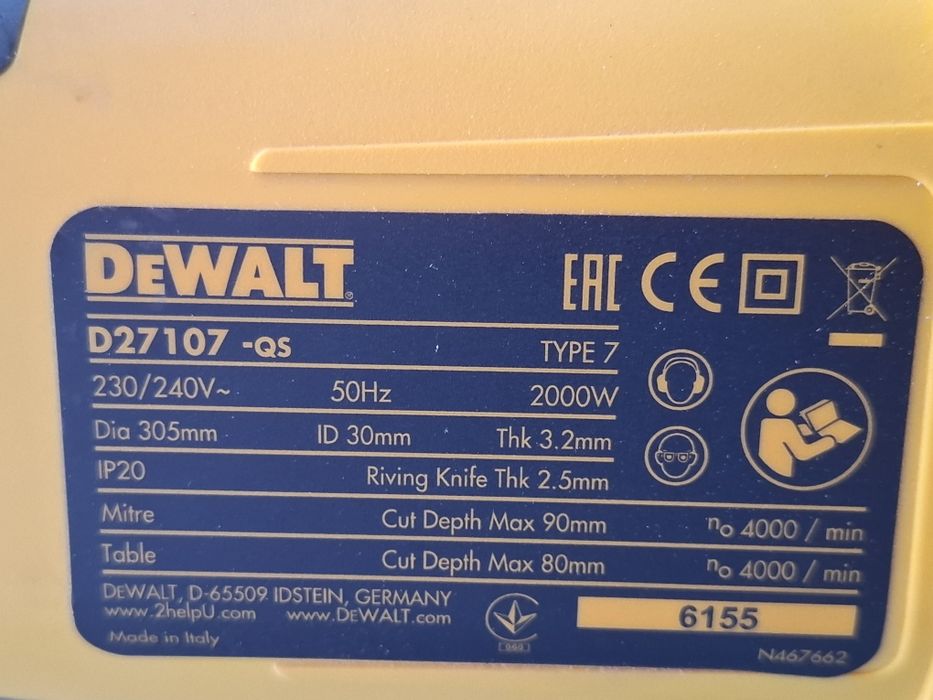 DEWALT®
EAC CE
D27107 -QS TYPE 7
230/240V~ 50Hz 2000W
Dia 305mm ID 30mm Thk 3.2mm
IP20 Riving Knife Thk 2.5mm
Mitre Cut Depth Max 90mm no 4000 / min
Table Cut Depth Max 80mm no 4000 / min
DEWALT, D-65509 IDSTEIN, GERMANY
www.2helpU.com www.DEWALT.com
6155
Made in Italy
N467662